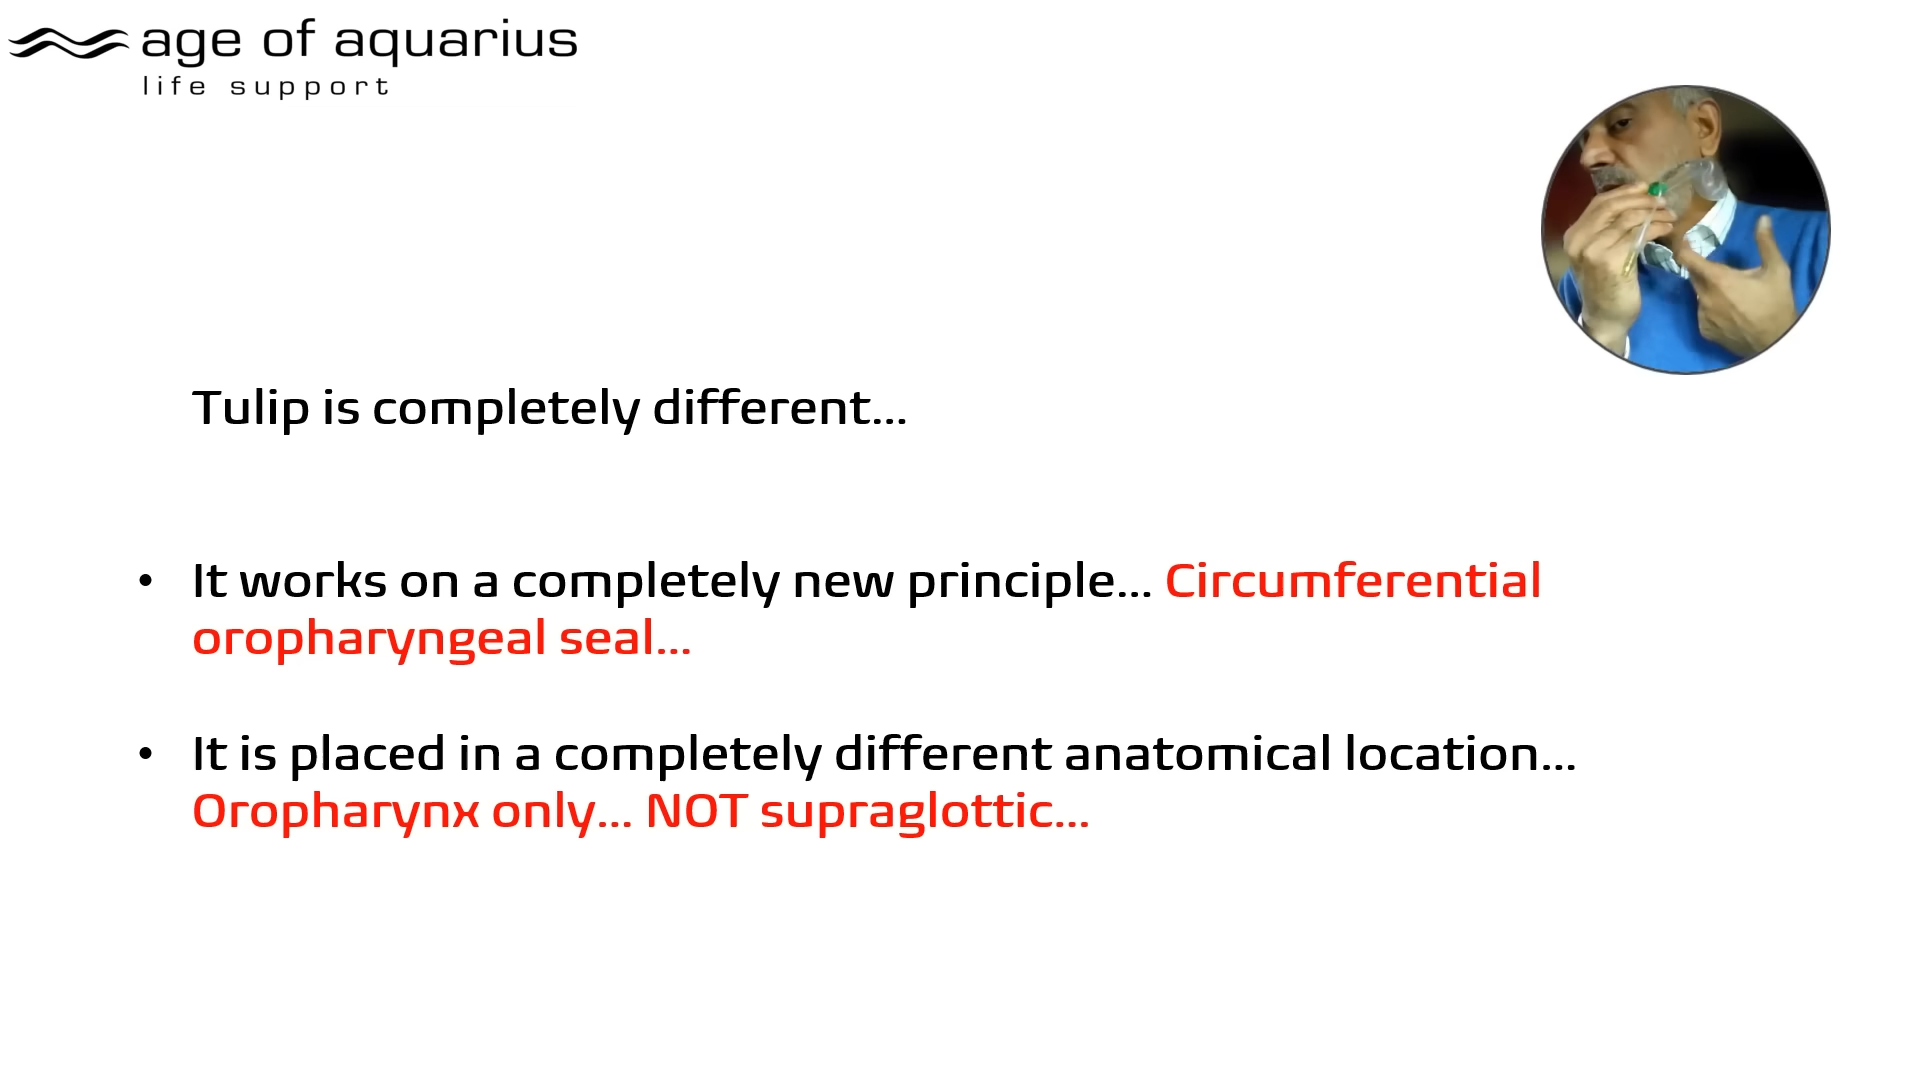 age of aquarius
life support
Tulip is completely different...
• It works on a completely new principle... Circumferential
oropharyngeal seal...
• It is placed in a completely different anatomical location...
Oropharynx only... NOT supraglottic...